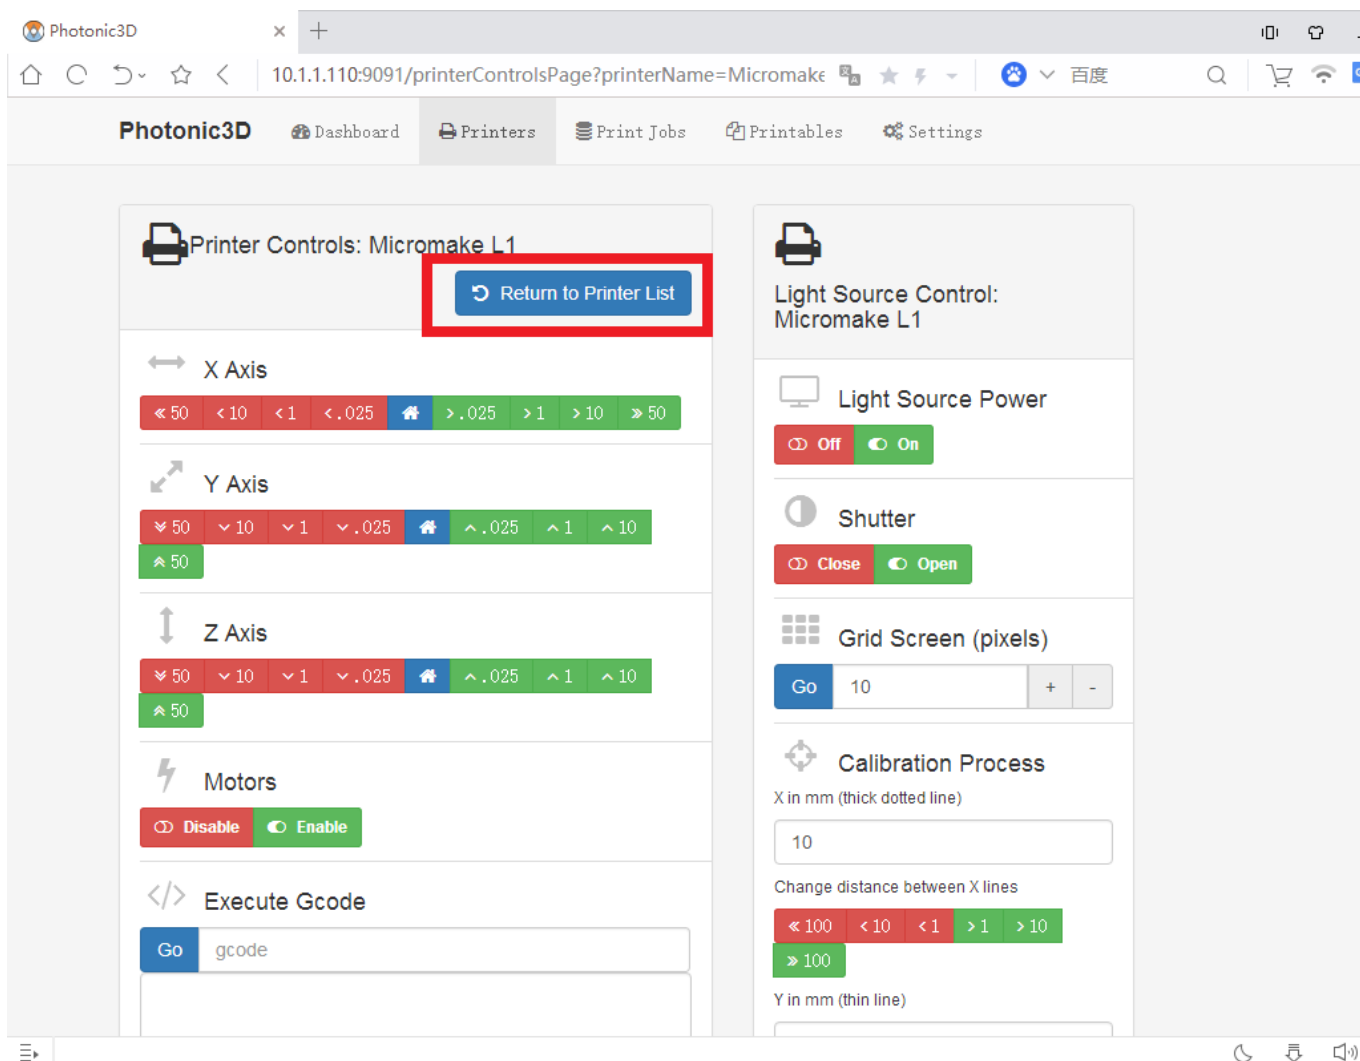 Photonic3D
10.1.1.110:9091/printerControlsPage?printerName=Micromake
百度
Photonic3D Dashboard Printers Print Jobs Printables Settings
Printer Controls: Micromake L1
Return to Printer List
X Axis
50 10 1 .025 .025 1 10 50
Y Axis
50 10 1 .025 .025 1 10
50
Z Axis
50 10 1 .025 .025 1 10
50
Motors
Disable Enable
Execute Gcode
Go gcode
Light Source Control:
Micromake L1
Light Source Power
Off On
Shutter
Close Open
Grid Screen (pixels)
Go 10 + -
Calibration Process
X in mm (thick dotted line)
10
Change distance between X lines
100 10 1 1 10
100
Y in mm (thin line)